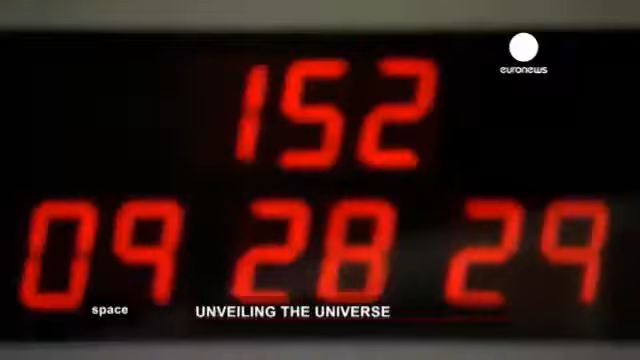 152
euronews
09 28 29
space
UNVEILING THE UNIVERSE